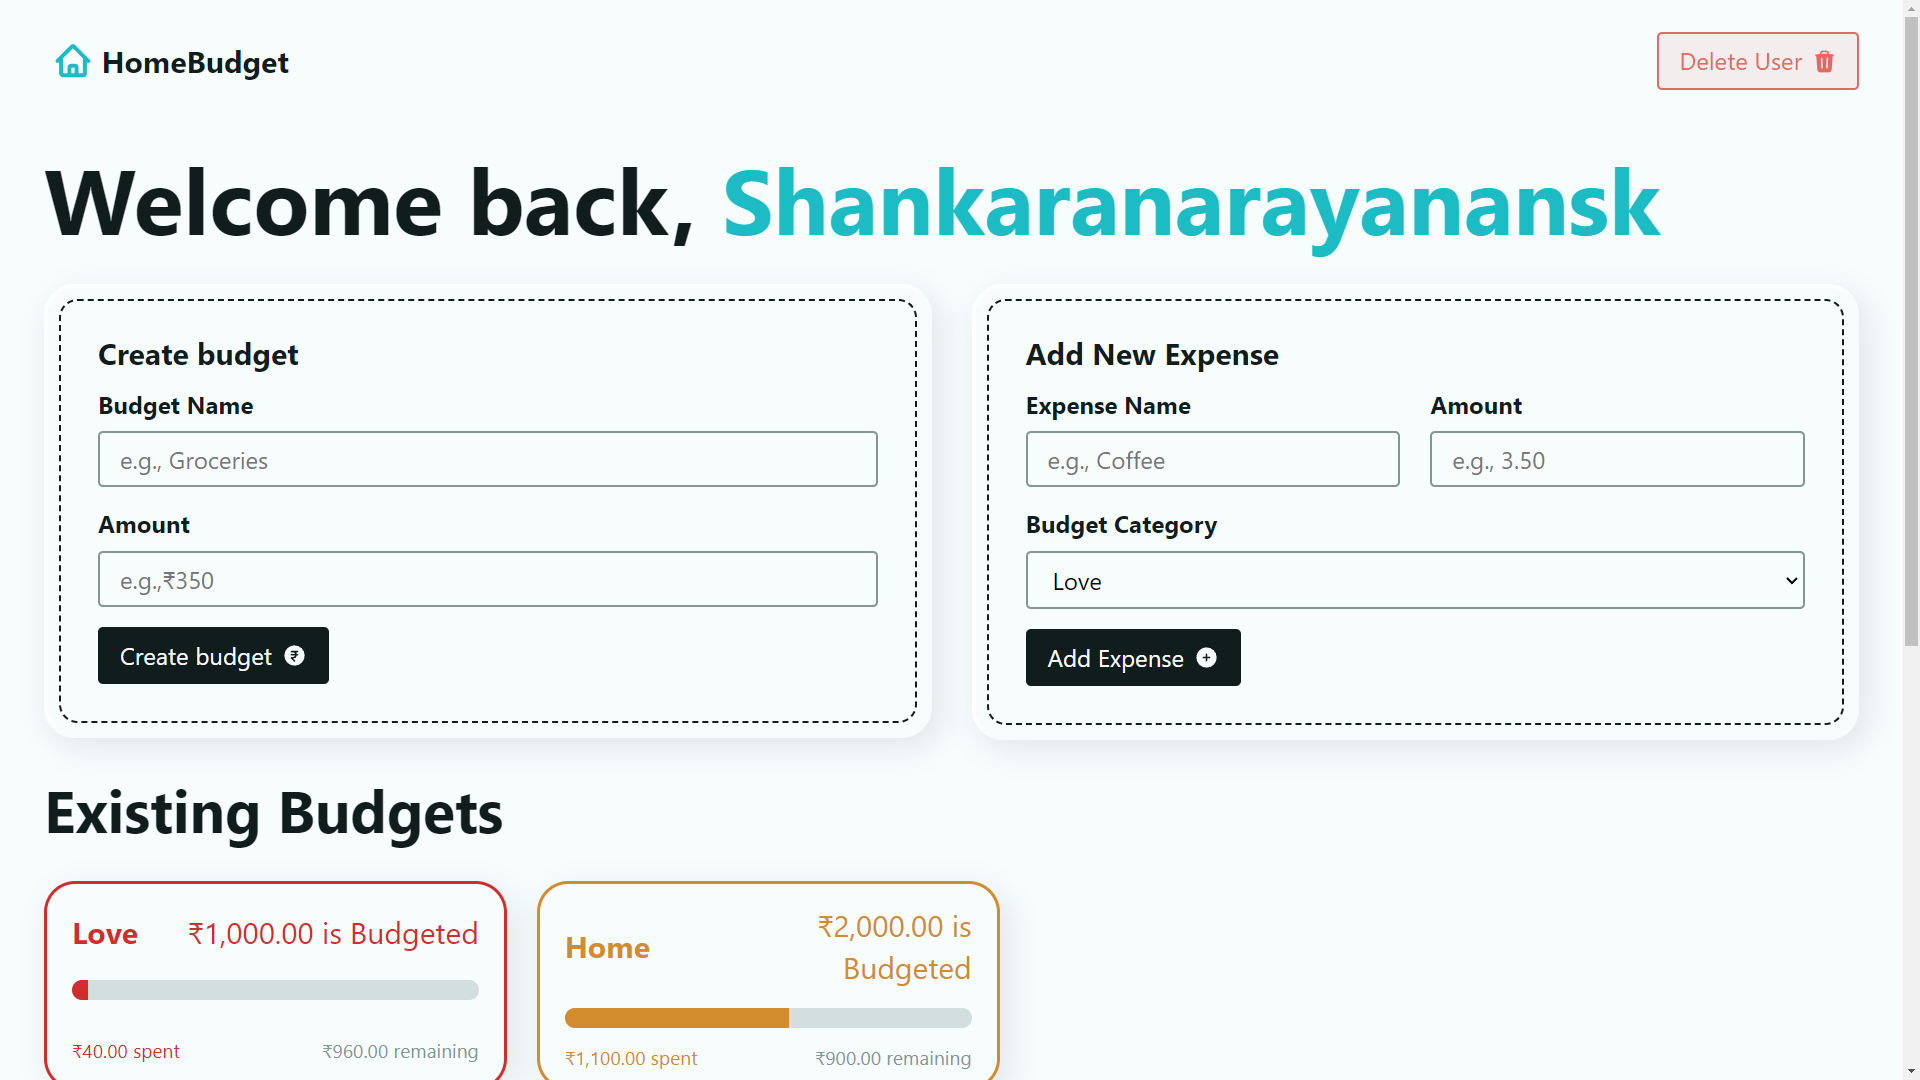 HomeBudget
Delete User
Welcome back, Shankaranarayanansk
Create budget
Budget Name
e.g., Groceries
Amount
e.g.,₹350
Create budget ₹
Add New Expense
Expense Name
Amount
e.g., Coffee
e.g., 3.50
Budget Category
Love
Add Expense
Existing Budgets
Love
₹1,000.00 is Budgeted
₹40.00 spent
₹960.00 remaining
Home
₹2,000.00 is
Budgeted
₹1,100.00 spent
₹900.00 remaining